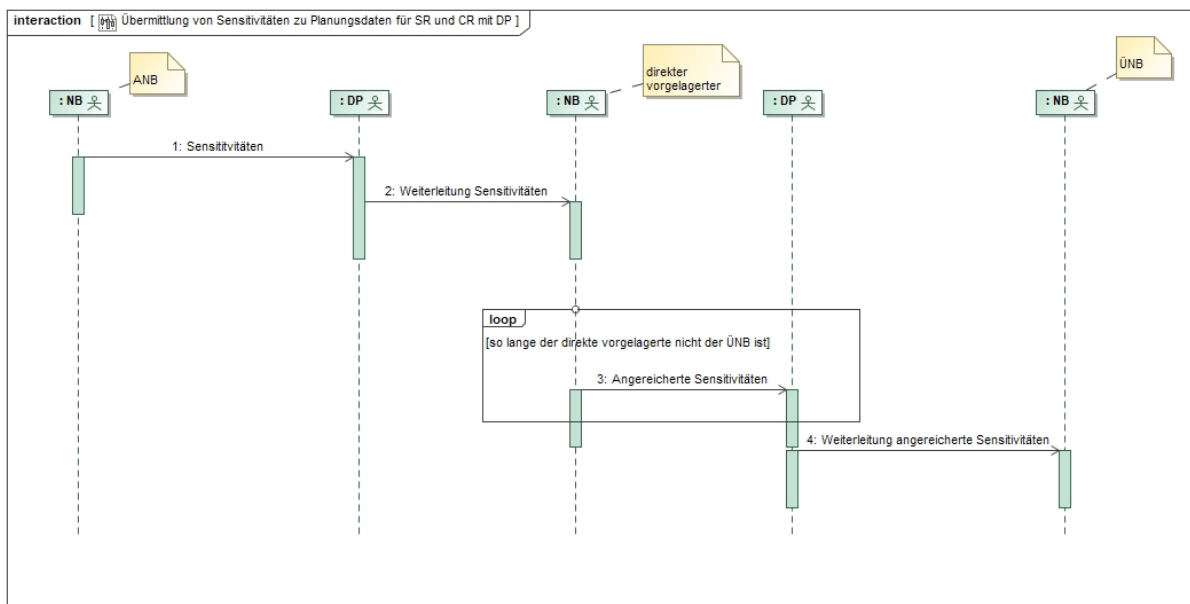 interaction [ Übermittlung von Sensitivitäten zu Planungsdaten für SR und CR mit DP ]
ANB
direkter
vorgelagerter
ÜNB
: NB
: DP
: NB
: DP
: NB
1: Sensititvitäten
2: Weiterleitung Sensitivitäten
loop
[so lange der direkte vorgelagerte nicht der ÜNB ist]
3: Angereicherte Sensitivitäten
4: Weiterleitung angereicherte Sensitivitäten